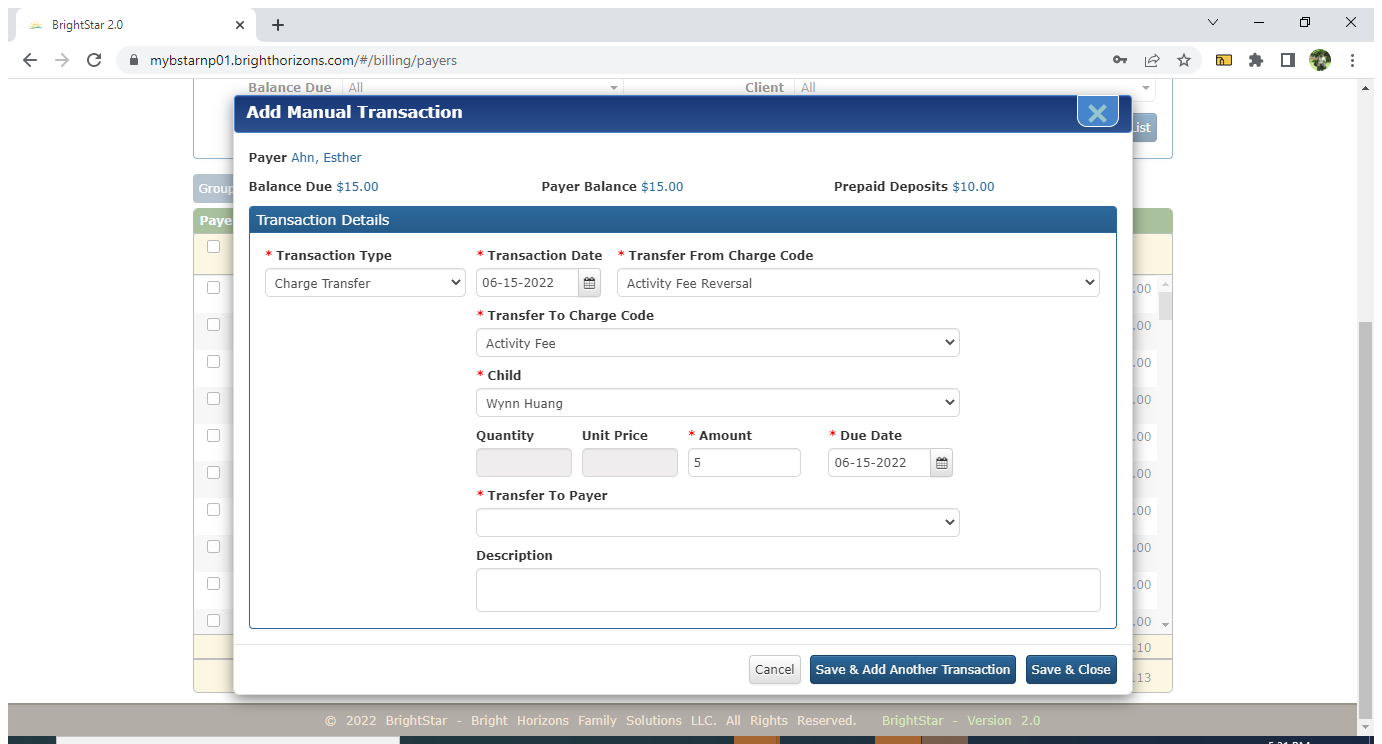 BrightStar 2.0
mybstarnp01.brighthorizons.com/#/billing/payers
Balance Due All Client All
Add Manual Transaction
Payer Ahn, Esther
Balance Due $15.00 Payer Balance $15.00 Prepaid Deposits $10.00
Transaction Details
* Transaction Type * Transaction Date * Transfer From Charge Code
Charge Transfer 06-15-2022 Activity Fee Reversal
* Transfer To Charge Code
Activity Fee
* Child
Wynn Huang
Quantity Unit Price * Amount * Due Date
5 06-15-2022
* Transfer To Payer
Description
Cancel Save & Add Another Transaction Save & Close
ist
Group
Paye
.00
.00
.00
.00
.00
.00
.00
.00
.00
.00
.10
.13
© 2022 BrightStar - Bright Horizons Family Solutions LLC. All Rights Reserved. BrightStar - Version 2.0